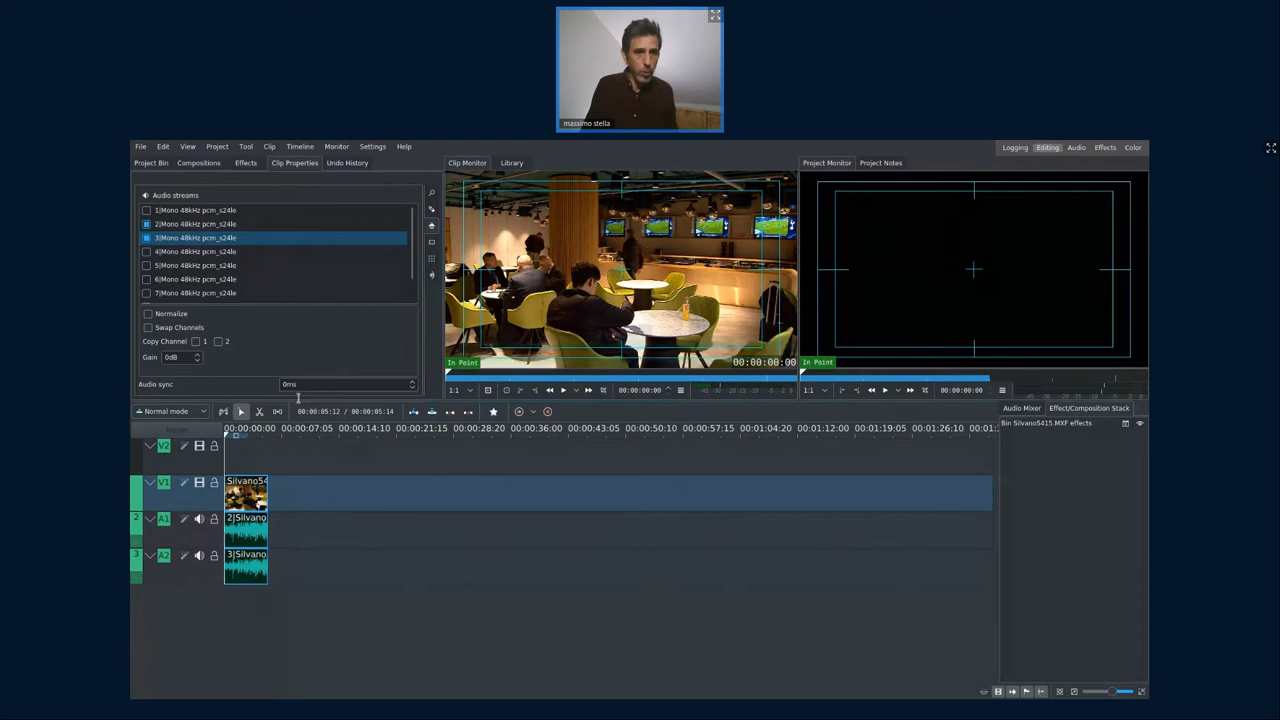 massimo stella
File Edit View Project Tool Clip Timeline Monitor Settings Help
Logging Editing Audio Effects Color
Project Bin Compositions Effects Clip Properties Undo History
Clip Monitor Library
Project Monitor Project Notes
Audio streams
1|Mono 48kHz pcm_s24le
2|Mono 48kHz pcm_s24le
3|Mono 48kHz pcm_s24le
4|Mono 48kHz pcm_s24le
5|Mono 48kHz pcm_s24le
6|Mono 48kHz pcm_s24le
7|Mono 48kHz pcm_s24le
Normalize
Swap Channels
Copy Channel 1 2
Gain 0dB
Audio sync 0ms
In Point 00:00:00:00
In Point
1:1 00:00:00:00
1:1 00:00:00:00
Normal mode 00:00:05:12 / 00:00:05:14
Audio Mixer Effect/Composition Stack
Bin Silvano5415.MXF effects
00:00:00:00 00:00:07:05 00:00:14:10 00:00:21:15 00:00:28:20 00:00:36:00 00:00:43:05 00:00:50:10 00:00:57:15 00:01:04:20 00:01:12:00 00:01:19:05 00:01:26:10 00:01:
V2
V1 Silvano54
2 A1 2|Silvano
3 A2 3|Silvano